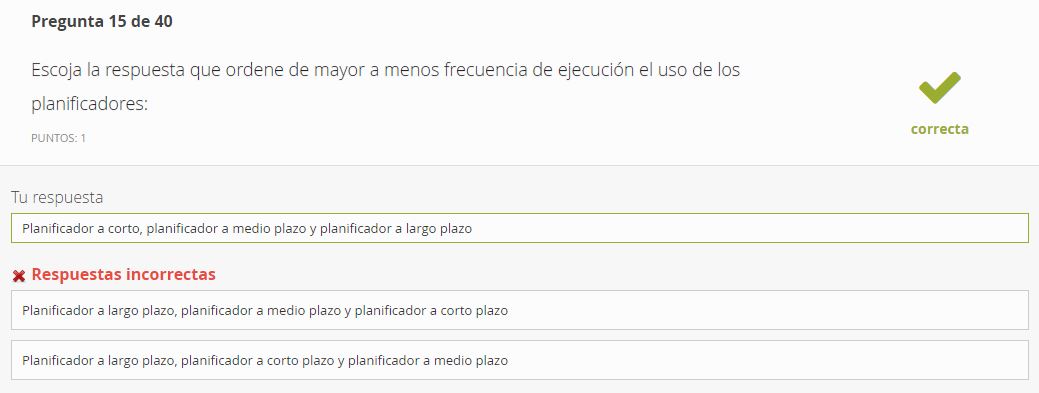 Pregunta 15 de 40
Escoja la respuesta que ordene de mayor a menos frecuencia de ejecución el uso de los
planificadores:
PUNTOS: 1
correcta
Tu respuesta
Planificador a corto, planificador a medio plazo y planificador a largo plazo
Respuestas incorrectas
Planificador a largo plazo, planificador a medio plazo y planificador a corto plazo
Planificador a largo plazo, planificador a corto plazo y planificador a medio plazo